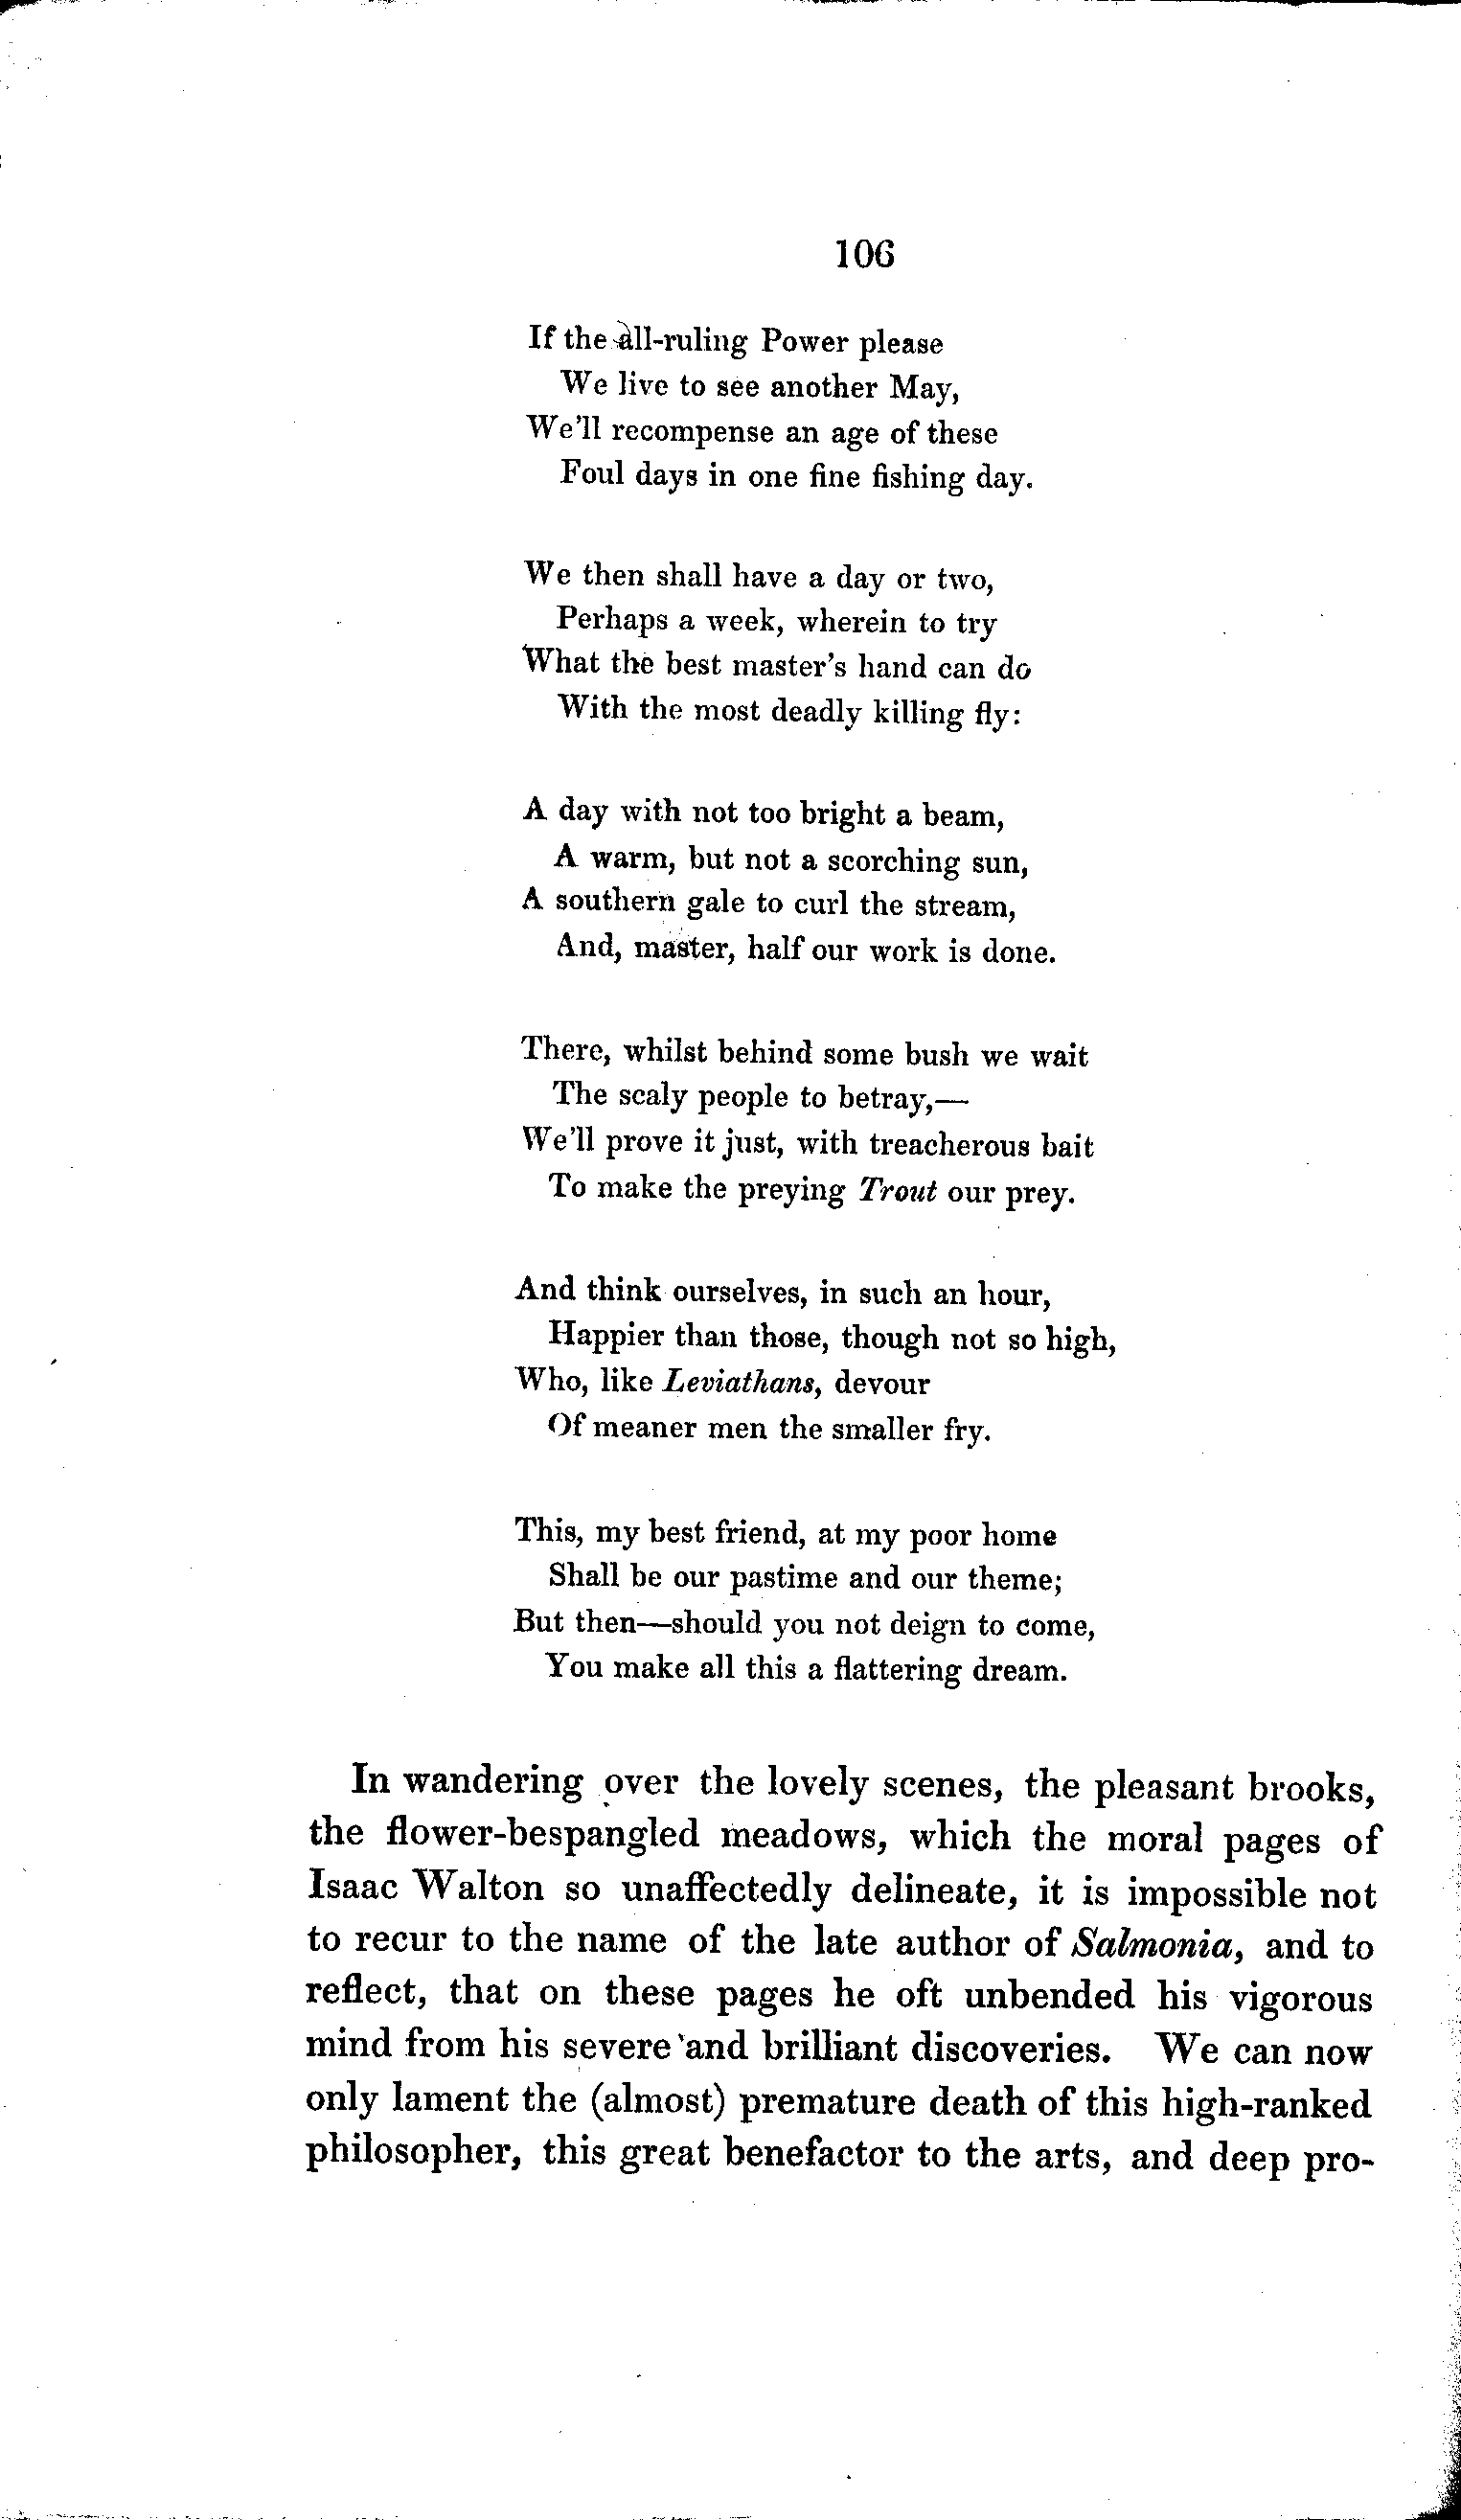 106
If the all-ruling Power please
We live to see another May,
We'll recompense an age of these
Foul days in one fine fishing day.
We then shall have a day or two,
Perhaps a week, wherein to try
What the best master's hand can do
With the most deadly killing fly:
A day with not too bright a beam,
A warm, but not a scorching sun,
A southern gale to curl the stream,
And, master, half our work is done.
There, whilst behind some bush we wait
The scaly people to betray,—
We'll prove it just, with treacherous bait
To make the preying Trout our prey.
And think ourselves, in such an hour,
Happier than those, though not so high,
Who, like Leviathans, devour
Of meaner men the smaller fry.
This, my best friend, at my poor home
Shall be our pastime and our theme;
But then—should you not deign to come,
You make all this a flattering dream.
In wandering over the lovely scenes, the pleasant brooks,
the flower-bespangled meadows, which the moral pages of
Isaac Walton so unaffectedly delineate, it is impossible not
to recur to the name of the late author of Salmonia, and to
reflect, that on these pages he oft unbended his vigorous
mind from his severe and brilliant discoveries. We can now
only lament the (almost) premature death of this high-ranked
philosopher, this great benefactor to the arts, and deep pro-